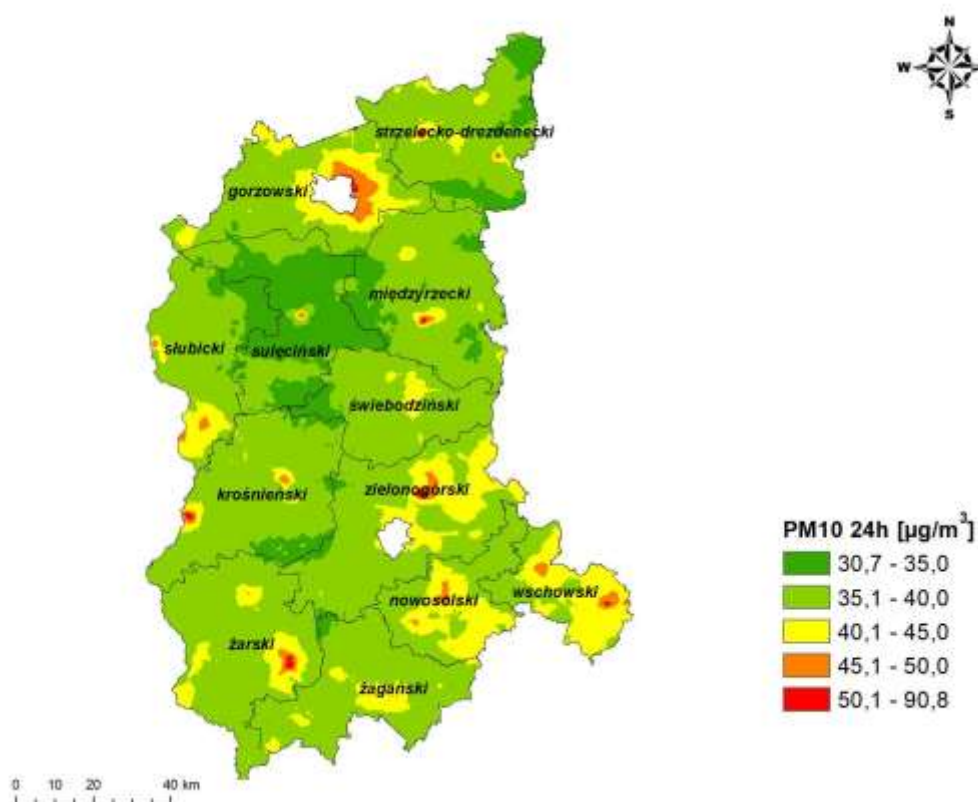 N
W
S
strzelecko-drezdenecki
gorzowski
międzyrzecki
słubicki
sulęciński
świebodziński
krośnieński
zielonogórski
nowosolski
wschowski
żarski
żagański
PM10 24h [µg/m³]
30,7 - 35,0
35,1 - 40,0
40,1 - 45,0
45,1 - 50,0
50,1 - 90,8
0 10 20 40 km